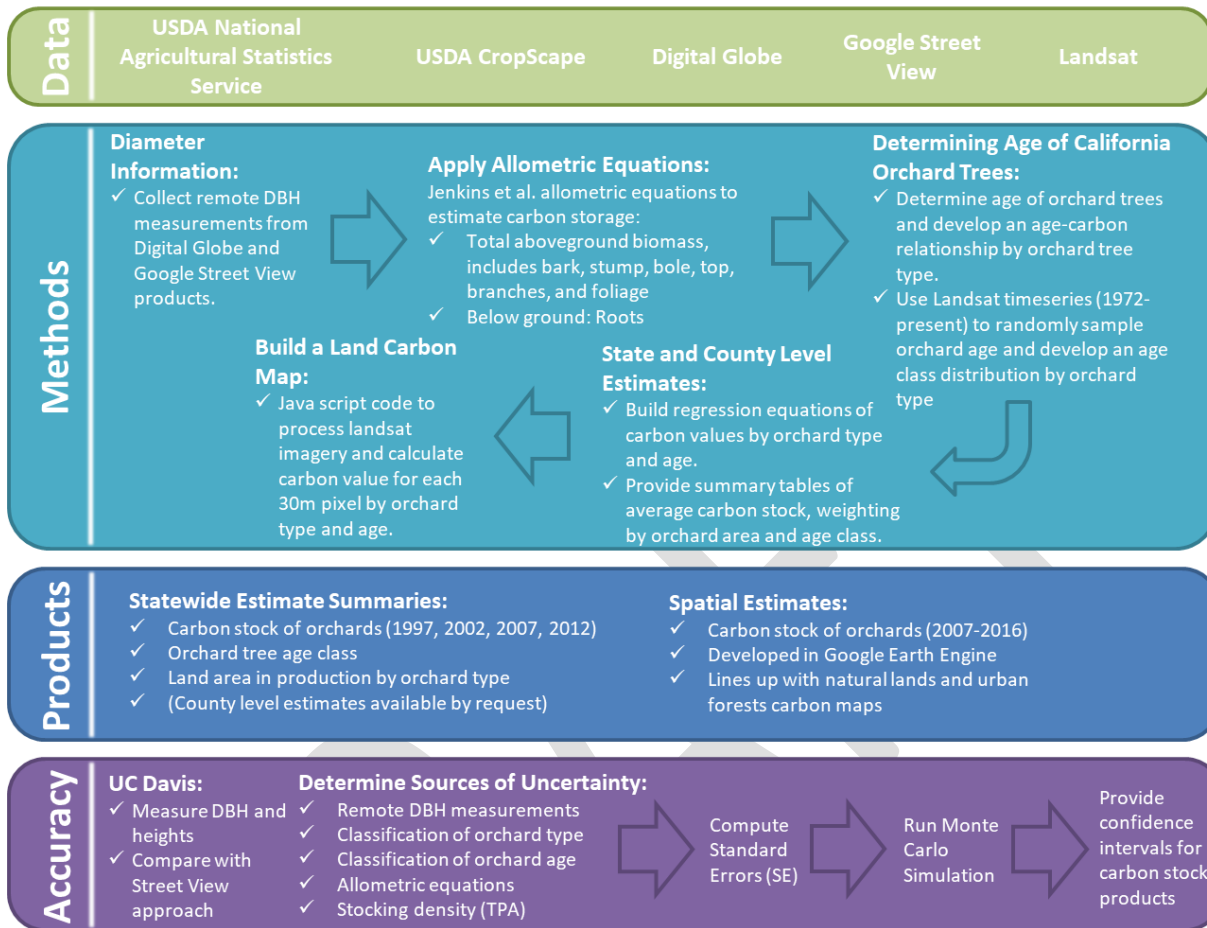 Data
USDA National
Agricultural Statistics
Service
USDA CropScape
Digital Globe
Google Street
View
Landsat
Methods
Diameter
Information:
✓ Collect remote DBH
measurements from
Digital Globe and
Google Street View
products.
Apply Allometric Equations:
Jenkins et al. allometric equations to
estimate carbon storage:
✓ Total aboveground biomass,
includes bark, stump, bole, top,
branches, and foliage
✓ Below ground: Roots
Determining Age of California
Orchard Trees:
✓ Determine age of orchard trees
and develop an age-carbon
relationship by orchard tree
type.
✓ Use Landsat timeseries (1972-
present) to randomly sample
orchard age and develop an age
class distribution by orchard
type
State and County Level
Estimates:
✓ Build regression equations of
carbon values by orchard type
and age.
✓ Provide summary tables of
average carbon stock, weighting
by orchard area and age class.
Build a Land Carbon
Map:
✓ Java script code to
process landsat
imagery and calculate
carbon value for each
30m pixel by orchard
type and age.
Products
Statewide Estimate Summaries:
✓ Carbon stock of orchards (1997, 2002, 2007, 2012)
✓ Orchard tree age class
✓ Land area in production by orchard type
✓ (County level estimates available by request)
Spatial Estimates:
✓ Carbon stock of orchards (2007-2016)
✓ Developed in Google Earth Engine
✓ Lines up with natural lands and urban
forests carbon maps
Accuracy
UC Davis:
✓ Measure DBH and
heights
✓ Compare with
Street View
approach
Determine Sources of Uncertainty:
✓ Remote DBH measurements
✓ Classification of orchard type
✓ Classification of orchard age
✓ Allometric equations
✓ Stocking density (TPA)
Compute
Standard
Errors (SE)
Run Monte
Carlo
Simulation
Provide
confidence
intervals for
carbon stock
products